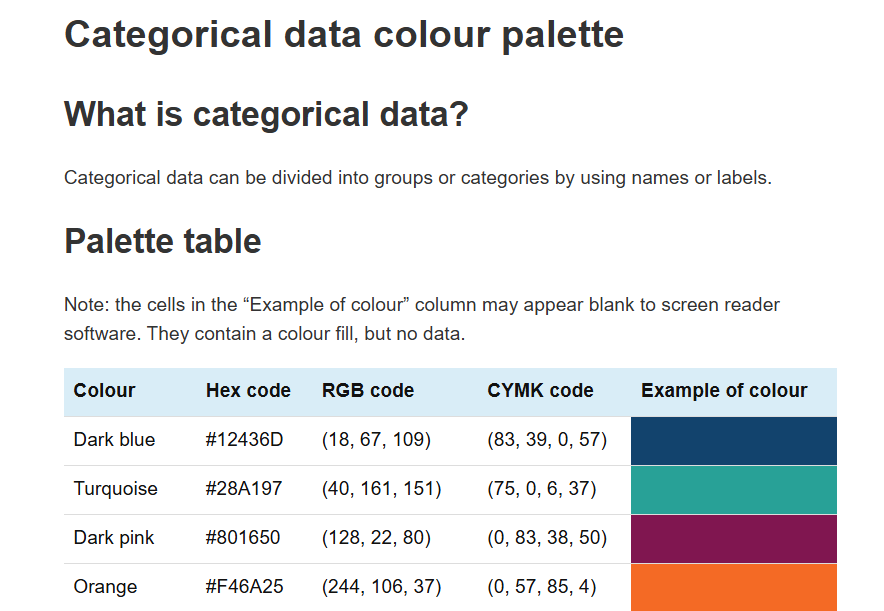 Categorical data colour palette
What is categorical data?
Categorical data can be divided into groups or categories by using names or labels.
Palette table
Note: the cells in the “Example of colour” column may appear blank to screen reader
software. They contain a colour fill, but no data.
Colour Hex code RGB code CYMK code Example of colour
Dark blue #12436D (18, 67, 109) (83, 39, 0, 57)
Turquoise #28A197 (40, 161, 151) (75, 0, 6, 37)
Dark pink #801650 (128, 22, 80) (0, 83, 38, 50)
Orange #F46A25 (244, 106, 37) (0, 57, 85, 4)